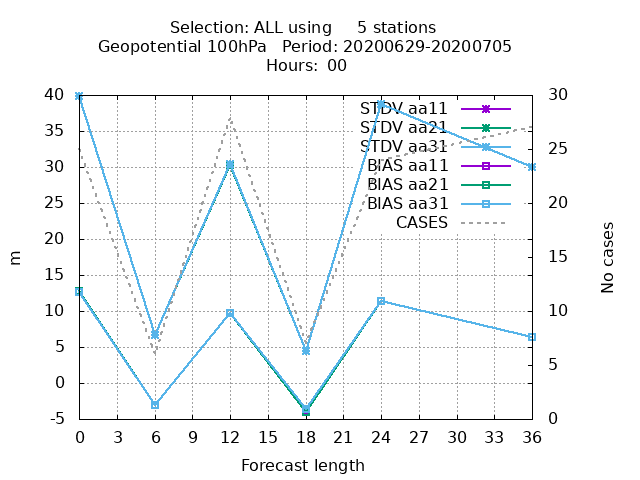 Selection: ALL using 5 stations
Geopotential 100hPa Period: 20200629-20200705
Hours: 00
40
35
30
25
20
15
10
5
0
-5
m
30
25
20
15
10
5
0
No cases
STDV aa11
STDV aa21
STDV aa31
BIAS aa11
BIAS aa21
BIAS aa31
CASES
0 3 6 9 12 15 18 21 24 27 30 33 36
Forecast length